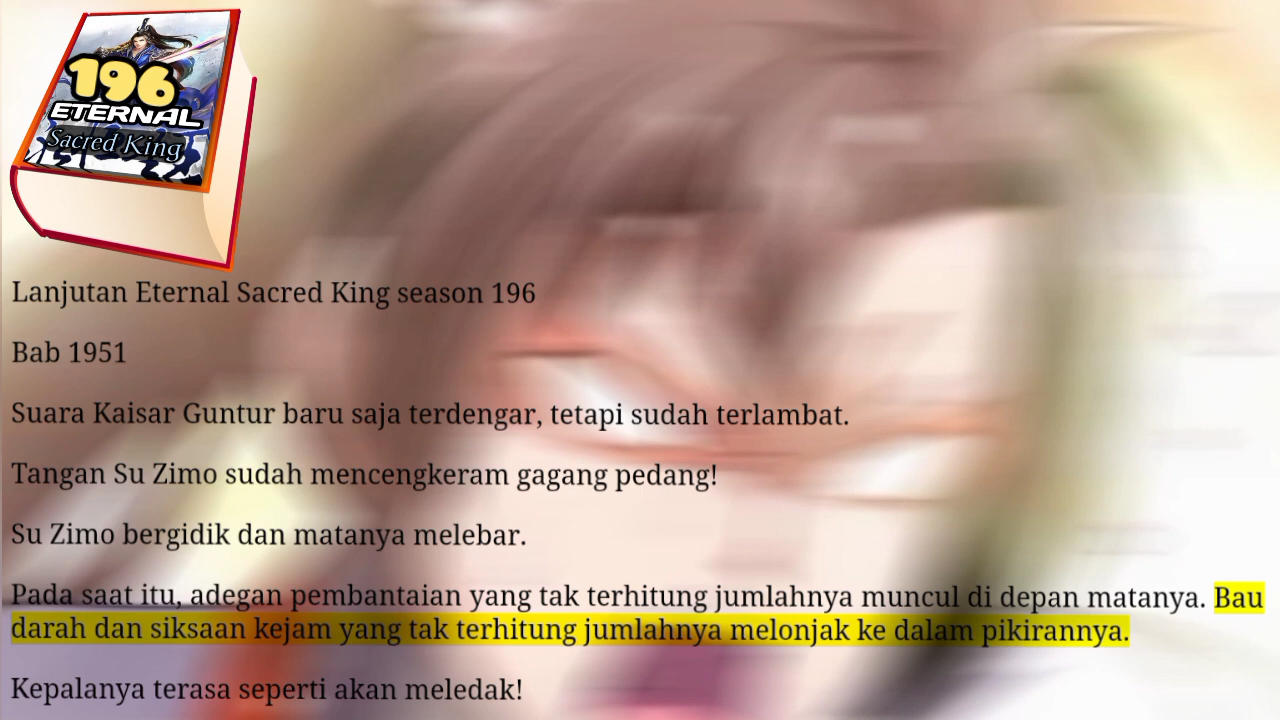 196
ETERNAL
Sacred King
Lanjutan Eternal Sacred King season 196
Bab 1951
Suara Kaisar Guntur baru saja terdengar, tetapi sudah terlambat.
Tangan Su Zimo sudah mencengkeram gagang pedang!
Su Zimo bergidik dan matanya melebar.
Pada saat itu, adegan pembantaian yang tak terhitung jumlahnya muncul di depan matanya. Bau
darah dan siksaan kejam yang tak terhitung jumlahnya melonjak ke dalam pikirannya.
Kepalanya terasa seperti akan meledak!